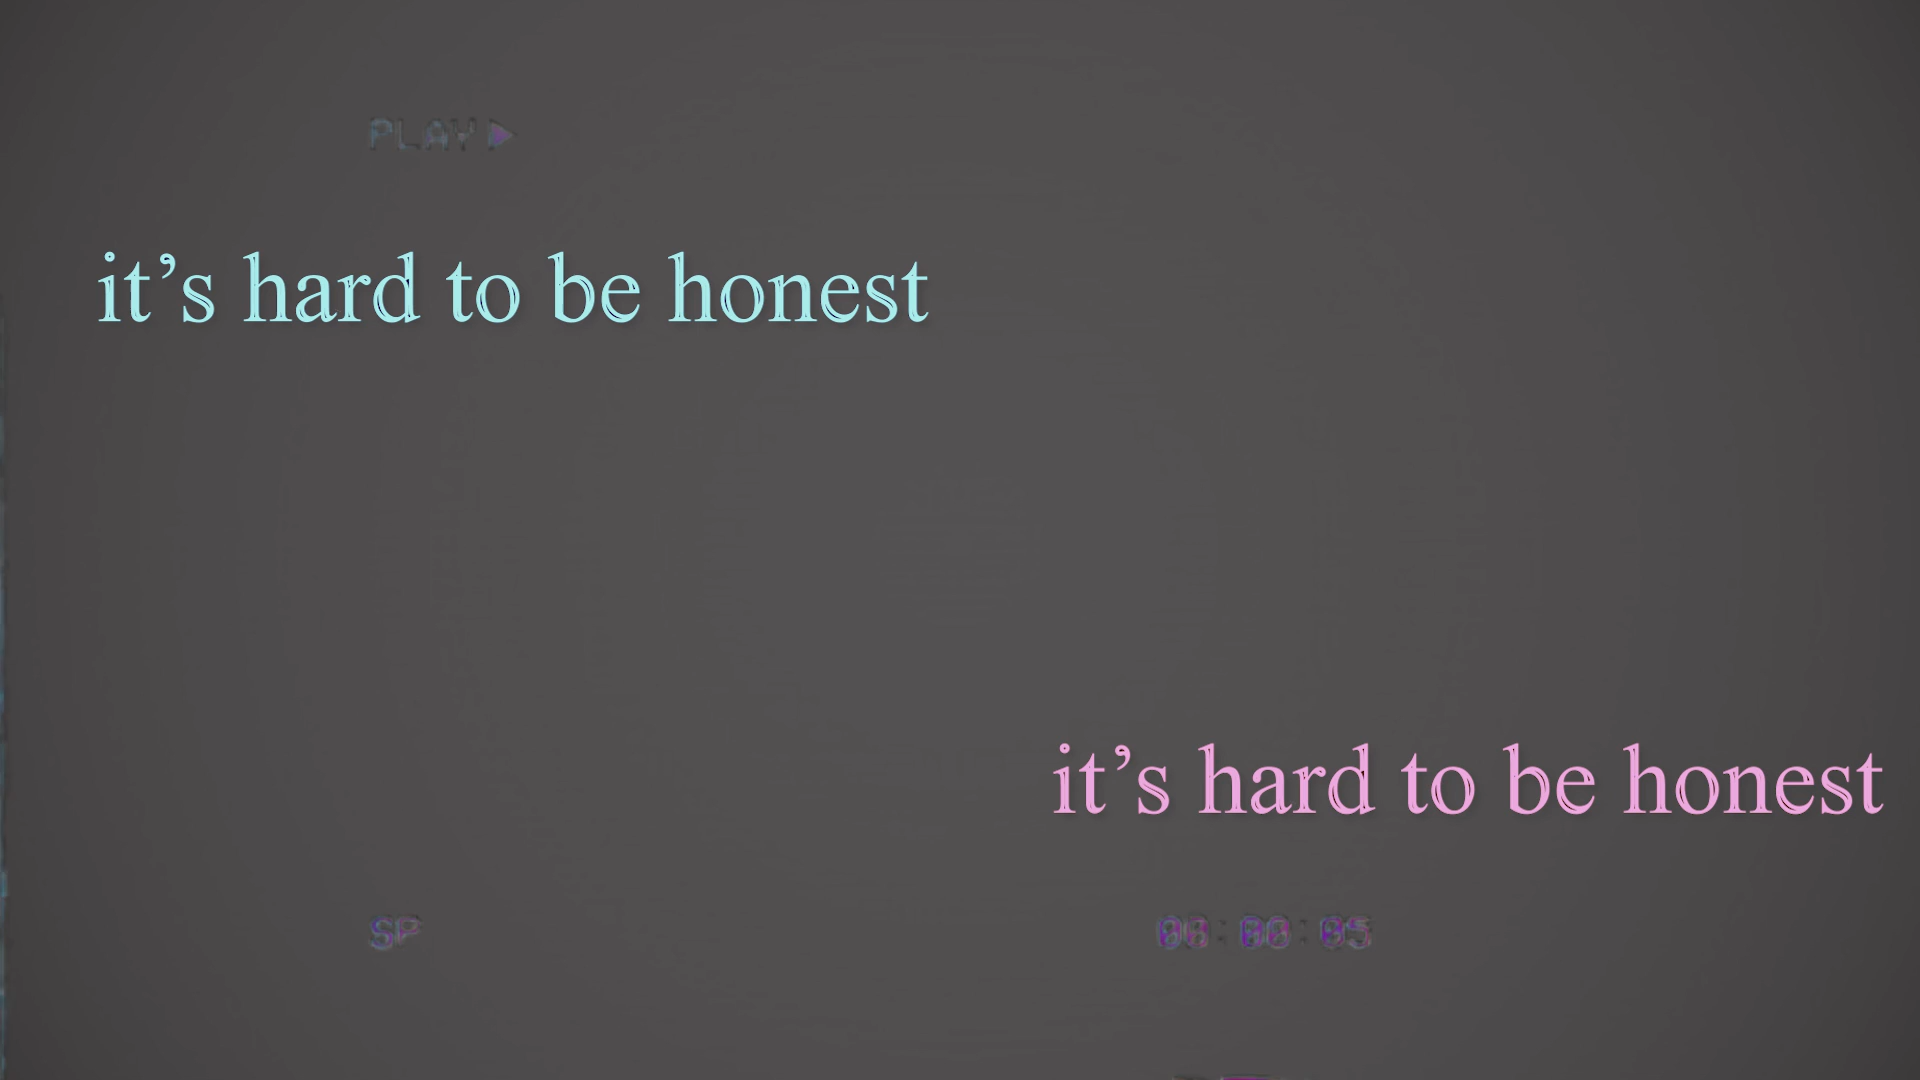 PLAY
it’s hard to be honest
it’s hard to be honest
SP
00:00:05